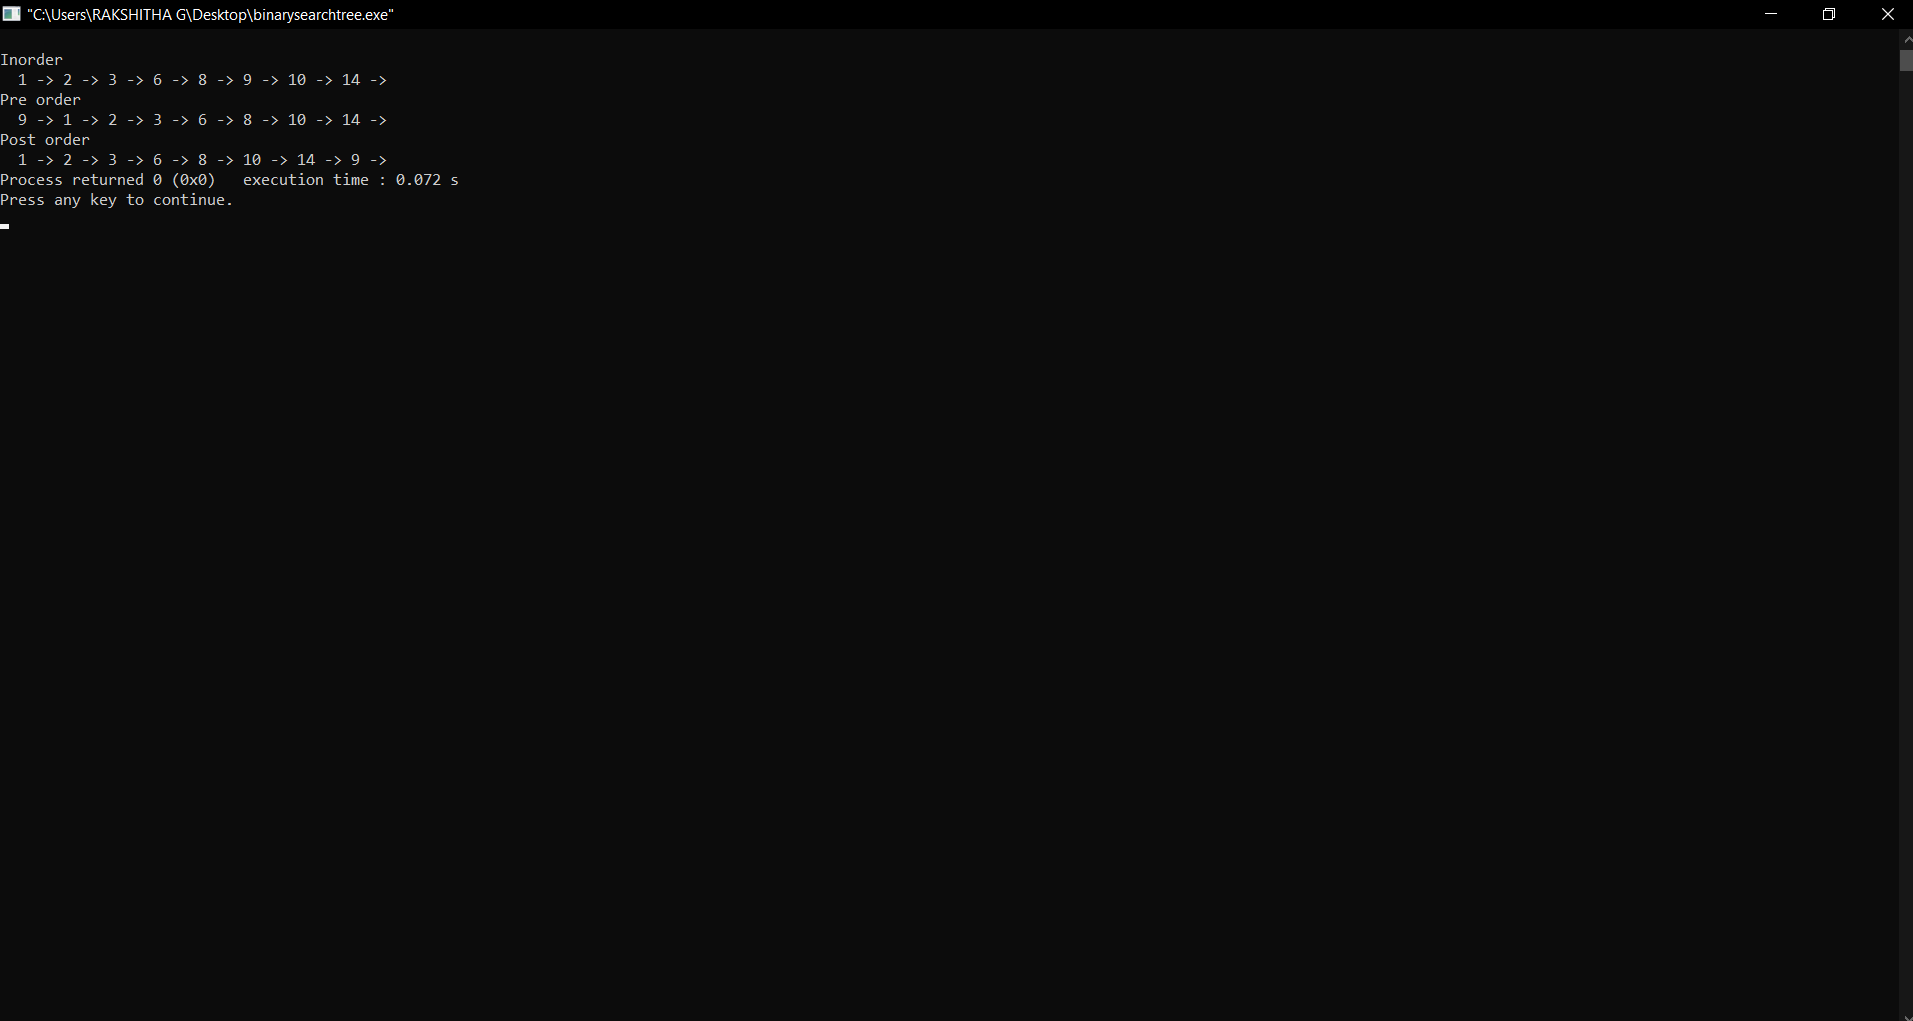 "C:\Users\RAKSHITHA G\Desktop\binarysearchtree.exe"
Inorder
1 -> 2 -> 3 -> 6 -> 8 -> 9 -> 10 -> 14 ->
Pre order
9 -> 1 -> 2 -> 3 -> 6 -> 8 -> 10 -> 14 ->
Post order
1 -> 2 -> 3 -> 6 -> 8 -> 10 -> 14 -> 9 ->
Process returned 0 (0x0)   execution time : 0.072 s
Press any key to continue.